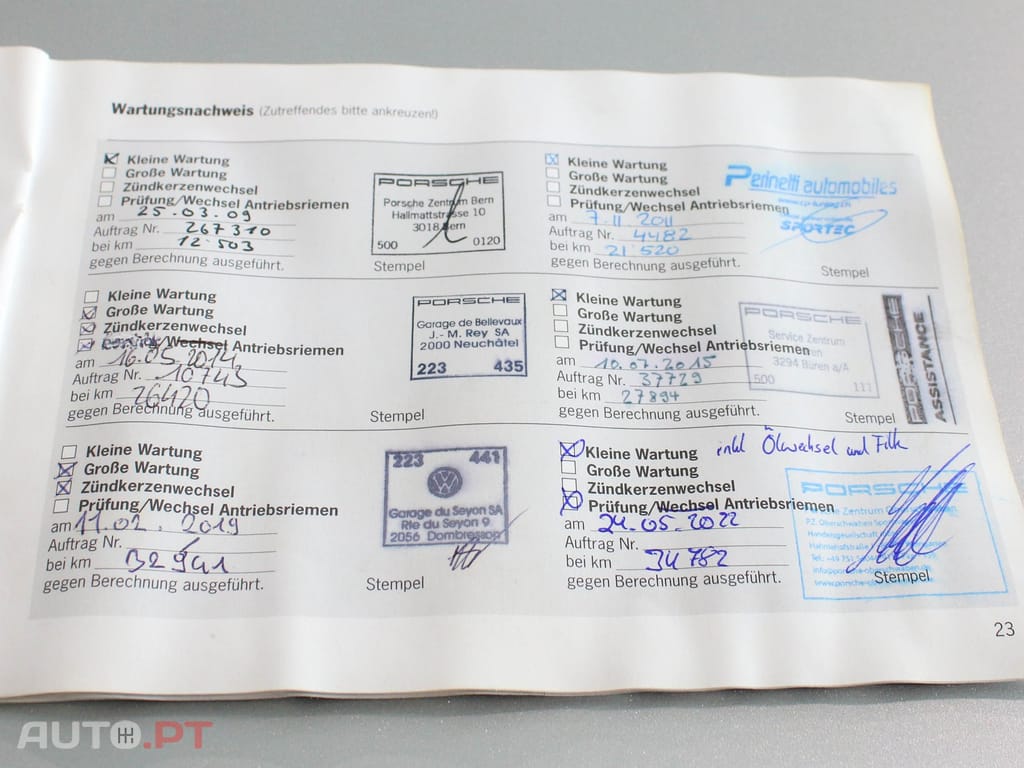 Wartungsnachweis (Zutreffendes bitte ankreuzen!)
Kleine Wartung
Große Wartung
Zündkerzenwechsel
Prüfung/Wechsel Antriebsriemen
am 25.03.09
Auftrag Nr. 267310
bei km 12'503
gegen Berechnung ausgeführt.
PORSCHE
Porsche Zentrum Bern
Hallmattstrasse 10
3018 Bern
500 0120
Stempel
Kleine Wartung
Große Wartung
Zündkerzenwechsel
Prüfung/Wechsel Antriebsriemen
am 7.11.2011
Auftrag Nr. 4482
bei km 21'520
gegen Berechnung ausgeführt.
Perinetti automobiles
SPORTEC
Stempel
Kleine Wartung
Große Wartung
Zündkerzenwechsel
Wechsel Antriebsriemen
am 16.05.2014
Auftrag Nr. 10743
bei km 26420
gegen Berechnung ausgeführt.
PORSCHE
Garage de Bellevaux
J.-M. Rey SA
2000 Neuchâtel
223 435
Stempel
Kleine Wartung
Große Wartung
Zündkerzenwechsel
Prüfung/Wechsel Antriebsriemen
am 10.07.2015
Auftrag Nr. 37729
bei km 27894
gegen Berechnung ausgeführt.
PORSCHE
Service Zentrum
3294 Büren a/A
500 111
Stempel
PORSCHE
ASSISTANCE
Kleine Wartung
Große Wartung
Zündkerzenwechsel
Prüfung/Wechsel Antriebsriemen
am 11.02.2019
Auftrag Nr.
bei km 32941
gegen Berechnung ausgeführt.
223 441
Garage du Seyon SA
Rte du Seyon 9
2056 Dombresson
Stempel
Kleine Wartung inkl Ölwechsel und Filter
Große Wartung
Zündkerzenwechsel
Prüfung/Wechsel Antriebsriemen
am 24.05.2022
Auftrag Nr.
bei km 34782
gegen Berechnung ausgeführt.
PORSCHE
Porsche Zentrum
Stempel
23
AUTO.PT